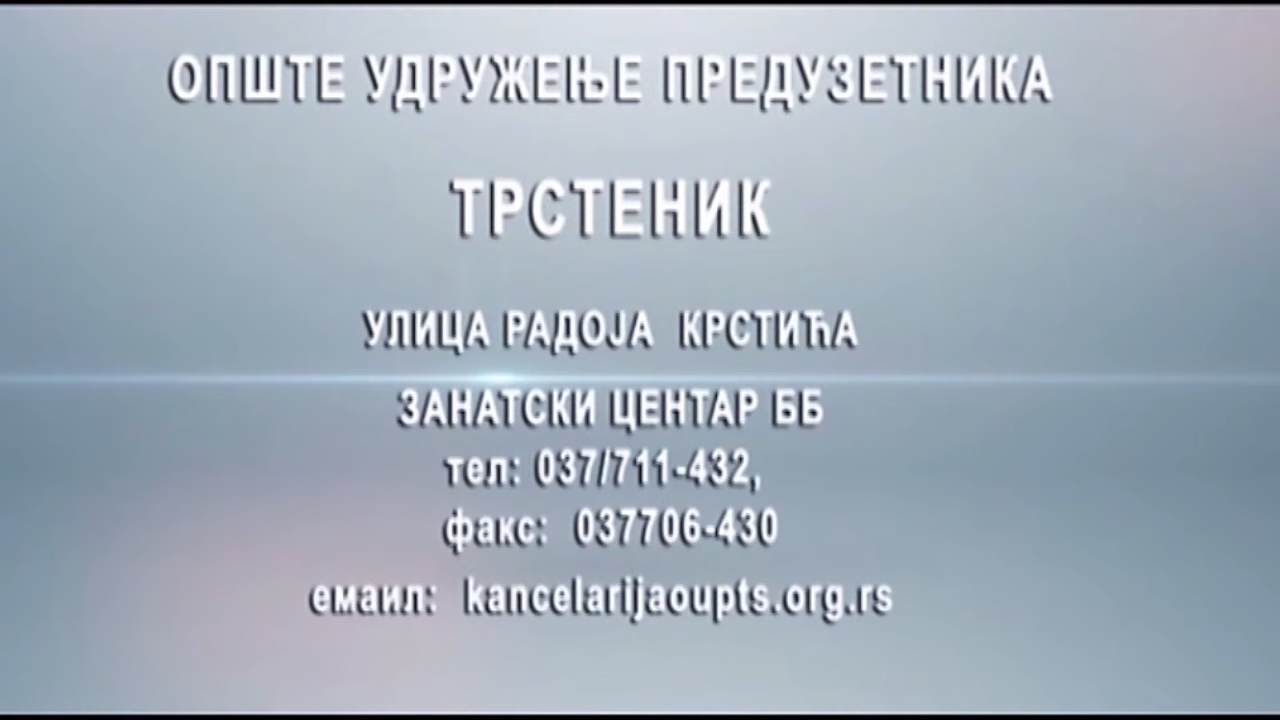 ОПШТЕ УДРУЖЕЊЕ ПРЕДУЗЕТНИКА
ТРСТЕНИК
УЛИЦА РАДОЈА КРСТИЋА
ЗАНАТСКИ ЦЕНТАР ББ
тел: 037/711-432,
факс: 037706-430
емаил: kancelarijaoupts.org.rs